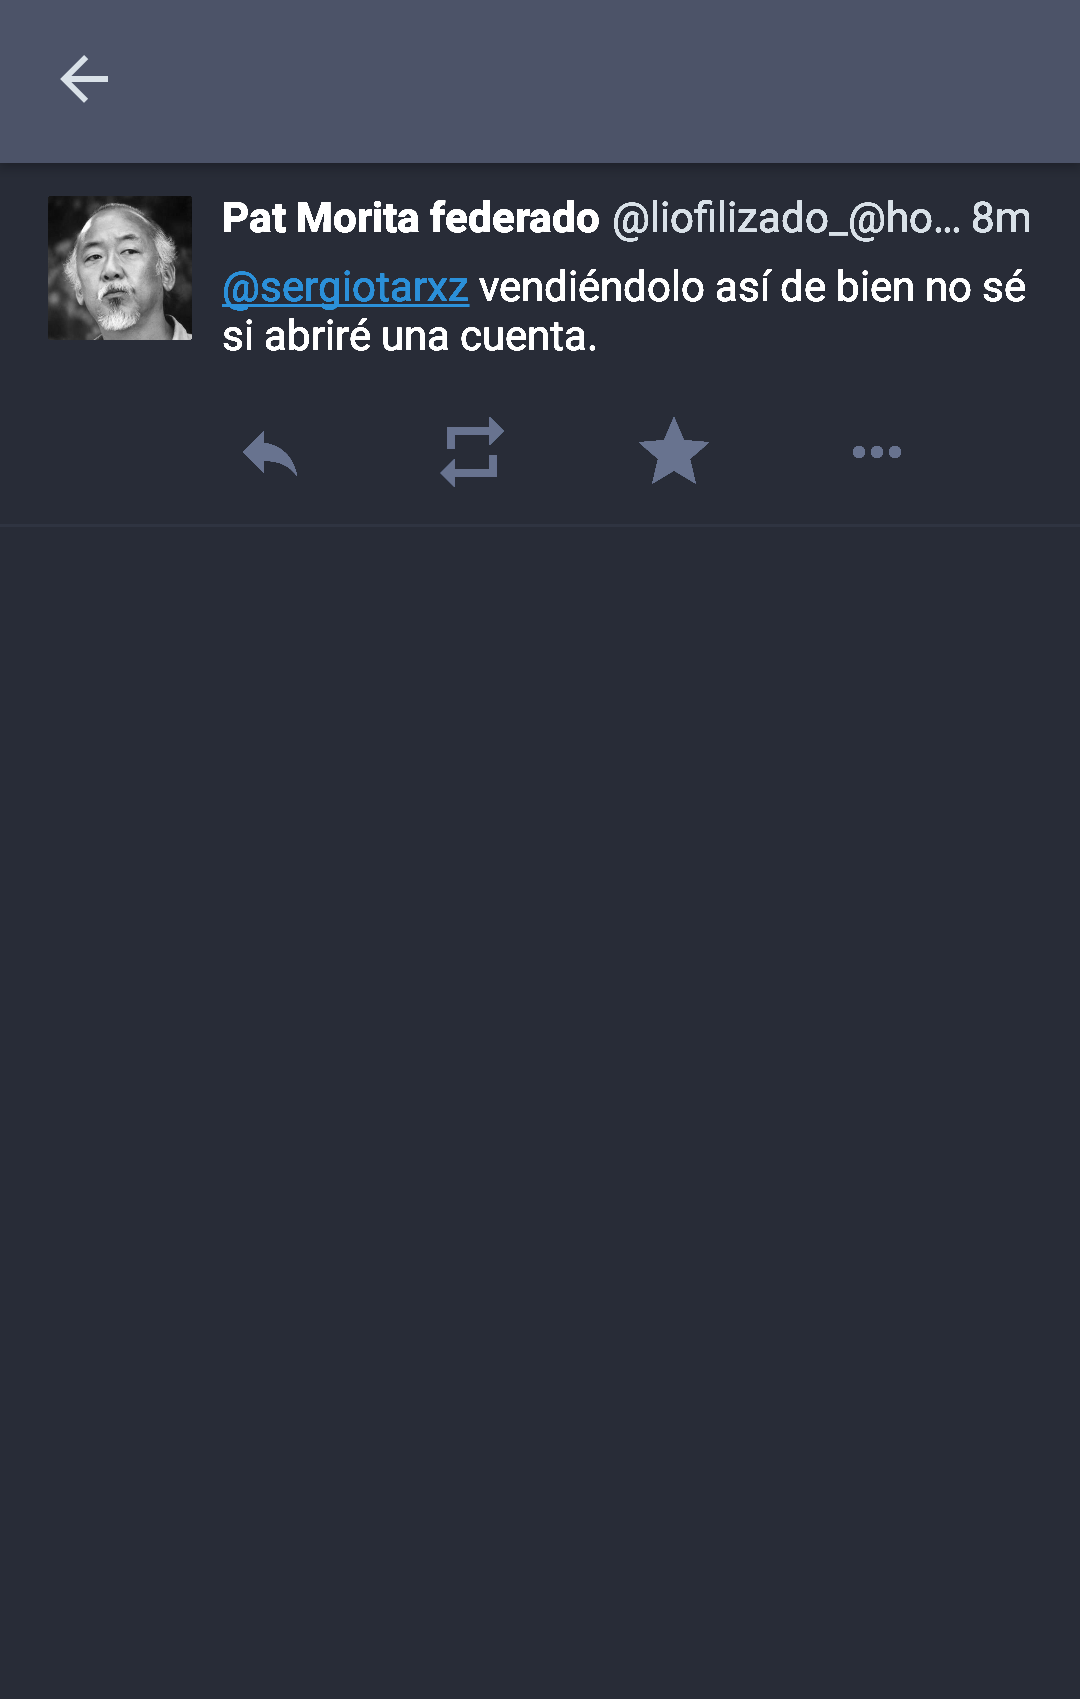 Pat Morita federado @liofilizado_@ho... 8m
@sergiotarxz vendiéndolo así de bien no sé
si abriré una cuenta.